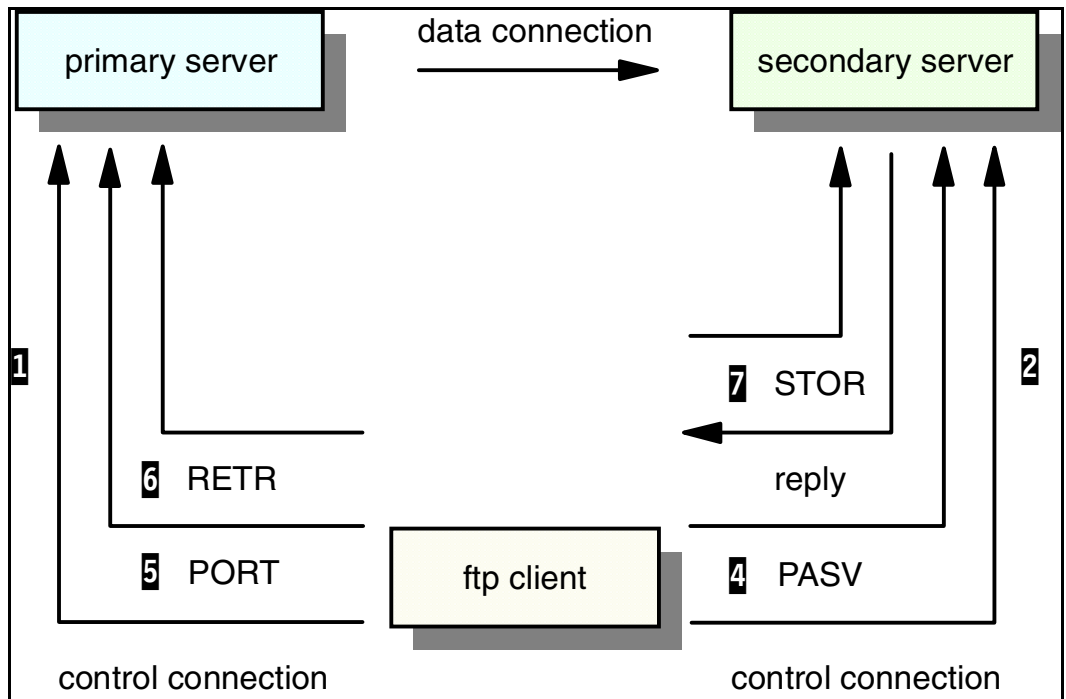 primary server
data connection
secondary server
1
2
7 STOR
6 RETR
reply
5 PORT
ftp client
4 PASV
control connection
control connection